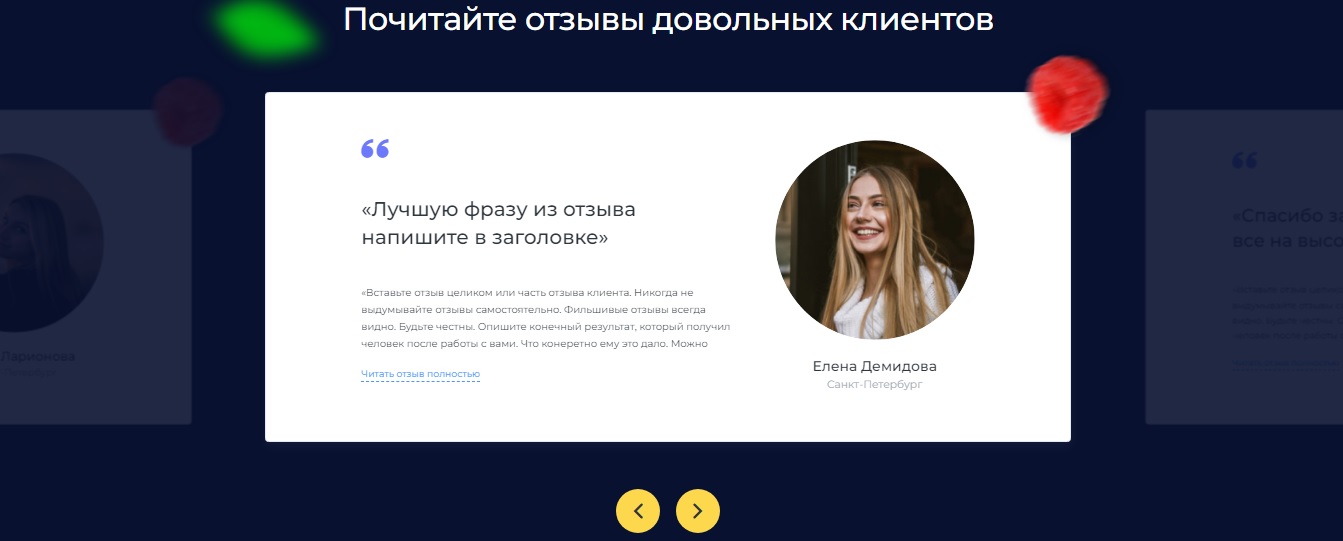 Почитайте отзывы довольных клиентов
“
«Лучшую фразу из отзыва
напишите в заголовке»
«Вставьте отзыв целиком или часть отзыва клиента. Никогда не
выдумывайте отзывы самостоятельно. Фильшивые отзывы всегда
видно. Будьте честны. Опишите конечный результат, который получил
человек после работы с вами. Что конеретно ему это дало. Можно
Читать отзыв полностью
Елена Демидова
Санкт-Петербург
Ларионова
“
«Спасибо за
все на высо